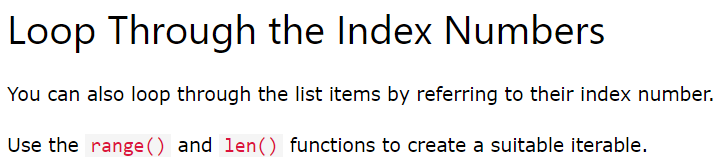 Loop Through the Index Numbers
You can also loop through the list items by referring to their index number.
Use the range() and len() functions to create a suitable iterable.